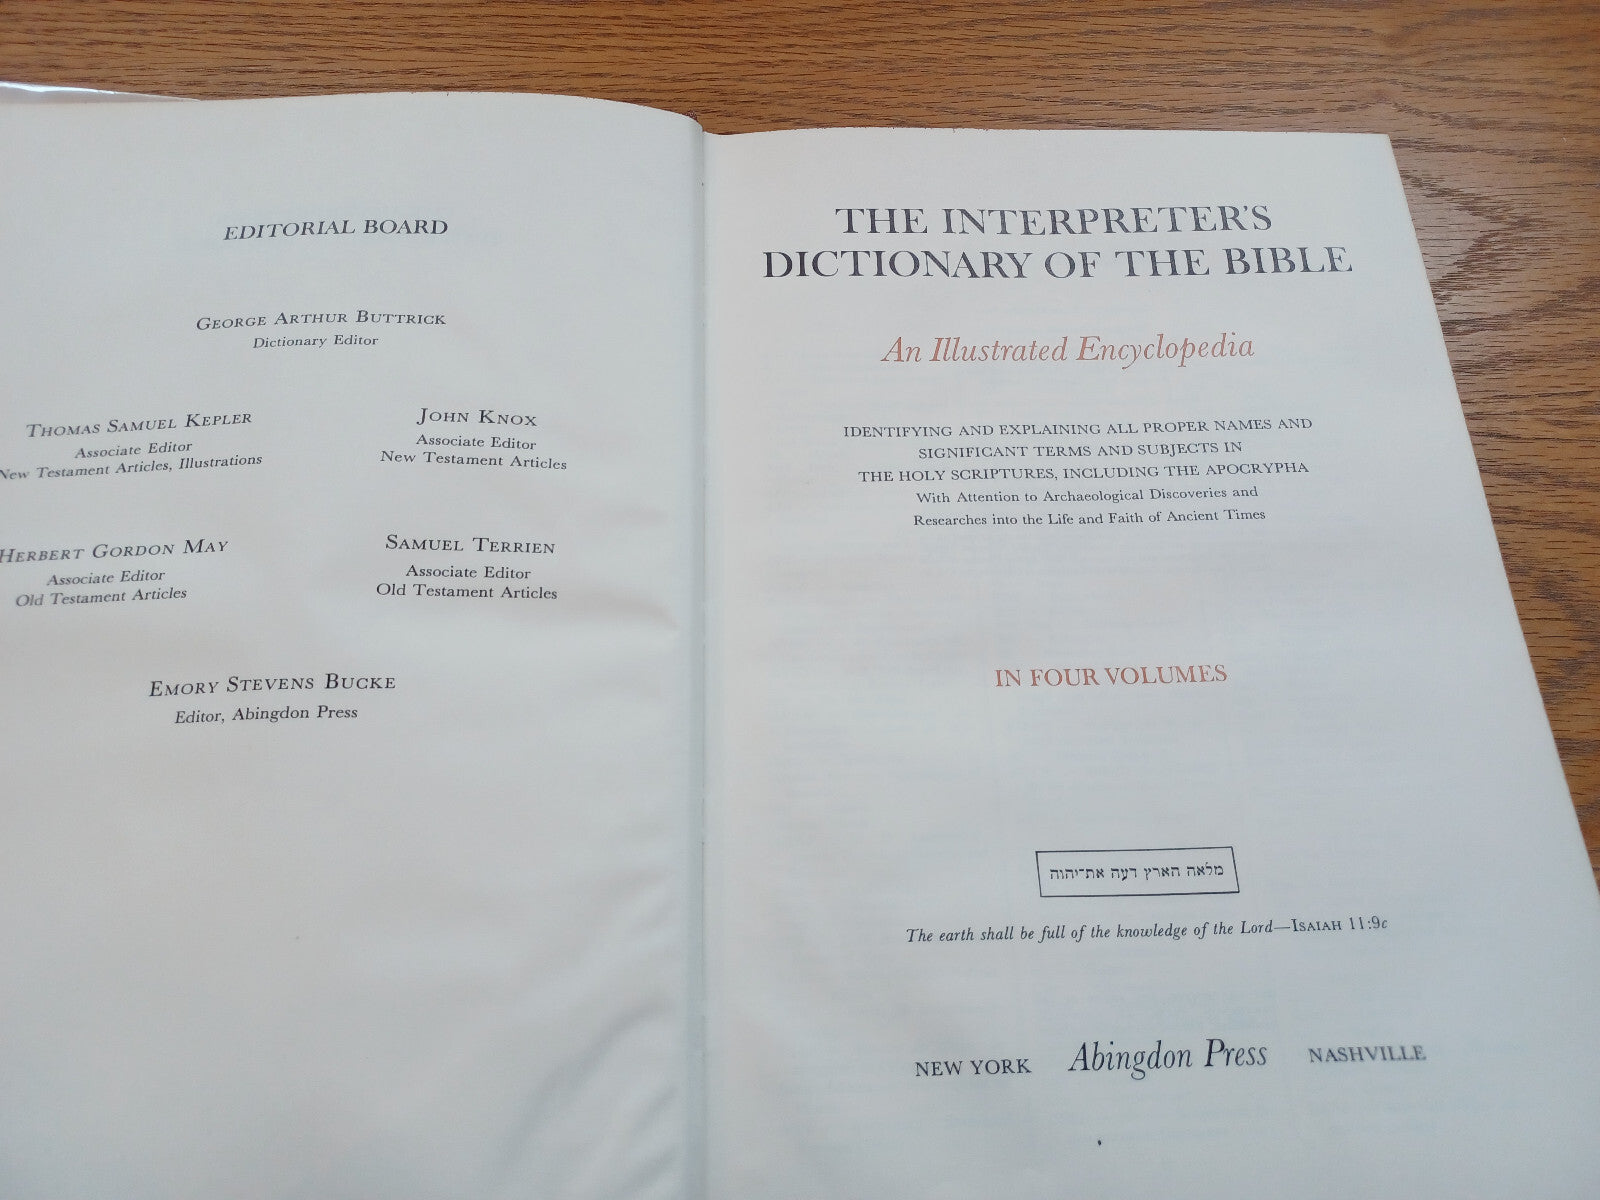 EDITORIAL BOARD
GEORGE ARTHUR BUTTRICK
Dictionary Editor
THOMAS SAMUEL KEPLER
Associate Editor
New Testament Articles, Illustrations
JOHN KNOX
Associate Editor
New Testament Articles
HERBERT GORDON MAY
Associate Editor
Old Testament Articles
SAMUEL TERRIEN
Associate Editor
Old Testament Articles
EMORY STEVENS BUCKE
Editor, Abingdon Press
THE INTERPRETER'S
DICTIONARY OF THE BIBLE
An Illustrated Encyclopedia
IDENTIFYING AND EXPLAINING ALL PROPER NAMES AND
SIGNIFICANT TERMS AND SUBJECTS IN
THE HOLY SCRIPTURES, INCLUDING THE APOCRYPHA
With Attention to Archaeological Discoveries and
Researches into the Life and Faith of Ancient Times
IN FOUR VOLUMES
מלאה הארץ דעה את־יהוה
The earth shall be full of the knowledge of the Lord—ISAIAH 11:9c
NEW YORK Abingdon Press NASHVILLE